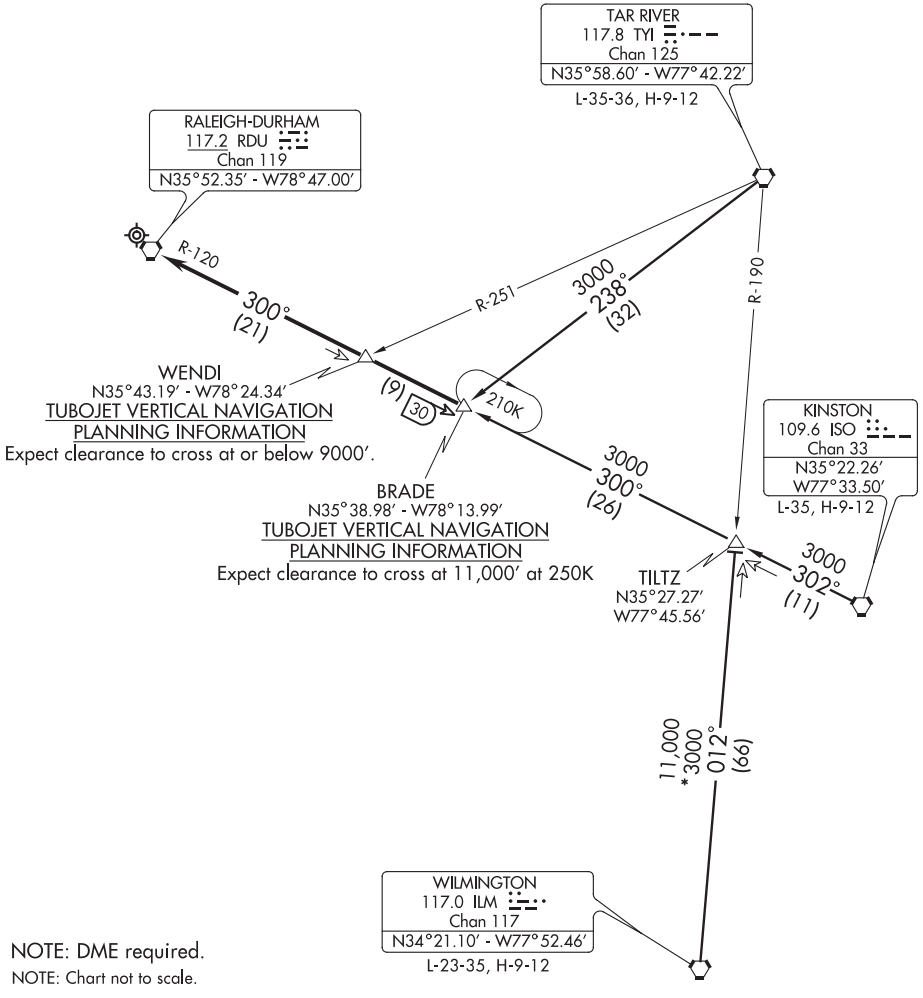 TAR RIVER
117.8 TYI
Chan 125
N35°58.60' - W77°42.22'
L-35-36, H-9-12
RALEIGH-DURHAM
117.2 RDU
Chan 119
N35°52.35' - W78°47.00'
R-120
300°
(21)
R-251
3000
238°
(32)
R-190
WENDI
N35°43.19' - W78°24.34'
TUBOJET VERTICAL NAVIGATION
PLANNING INFORMATION
Expect clearance to cross at or below 9000'.
(9)
30
210K
BRADE
N35°38.98' - W78°13.99'
TUBOJET VERTICAL NAVIGATION
PLANNING INFORMATION
Expect clearance to cross at 11,000' at 250K
3000
300°
(26)
KINSTON
109.6 ISO
Chan 33
N35°22.26'
W77°33.50'
L-35, H-9-12
TILTZ
N35°27.27'
W77°45.56'
3000
302°
(11)
11,000
*3000
012°
(66)
WILMINGTON
117.0 ILM
Chan 117
N34°21.10' - W77°52.46'
L-23-35, H-9-12
NOTE: DME required.
NOTE: Chart not to scale.